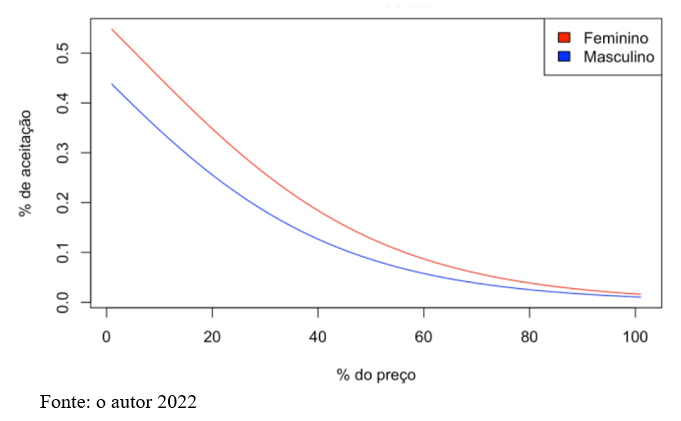 Feminino
Masculino
% de aceitação
0.5
0.4
0.3
0.2
0.1
0.0
0 20 40 60 80 100
% do preço
Fonte: o autor 2022